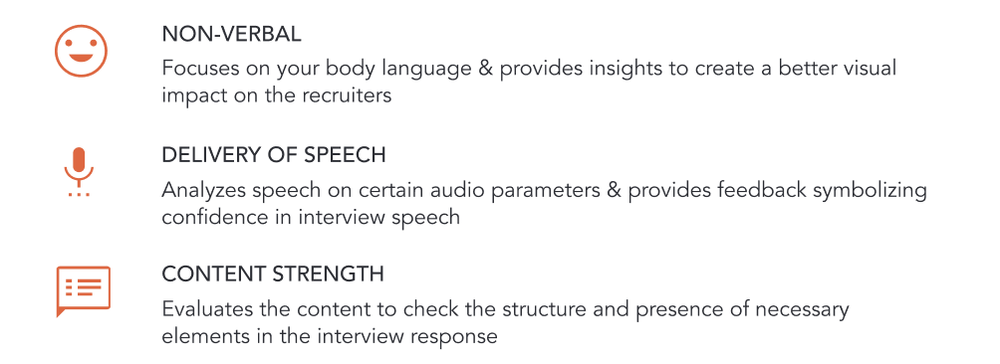 NON-VERBAL
Focuses on your body language & provides insights to create a better visual
impact on the recruiters
DELIVERY OF SPEECH
Analyzes speech on certain audio parameters & provides feedback symbolizing
confidence in interview speech
CONTENT STRENGTH
Evaluates the content to check the structure and presence of necessary
elements in the interview response